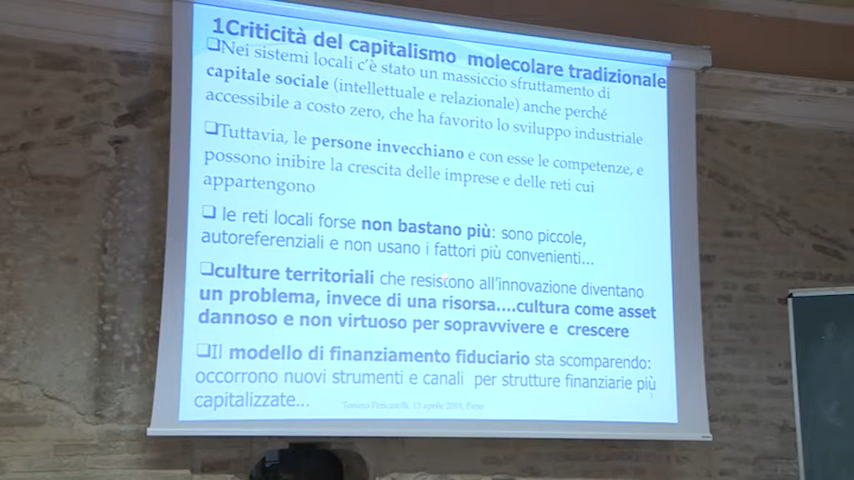 1Criticità del capitalismo molecolare tradizionale
❑Nei sistemi locali c'è stato un massiccio sfruttamento di
capitale sociale (intellettuale e relazionale) anche perché
accessibile a costo zero, che ha favorito lo sviluppo industriale
❑Tuttavia, le persone invecchiano e con esse le competenze, e
possono inibire la crescita delle imprese e delle reti cui
appartengono
❑ le reti locali forse non bastano più: sono piccole,
autoreferenziali e non usano i fattori più convenienti...
❑culture territoriali che resistono all'innovazione diventano
un problema, invece di una risorsa....cultura come asset
dannoso e non virtuoso per sopravvivere e crescere
❑Il modello di finanziamento fiduciario sta scomparendo:
occorrono nuovi strumenti e canali per strutture finanziarie più
capitalizzate...
Tonino Pencarelli, 13 aprile